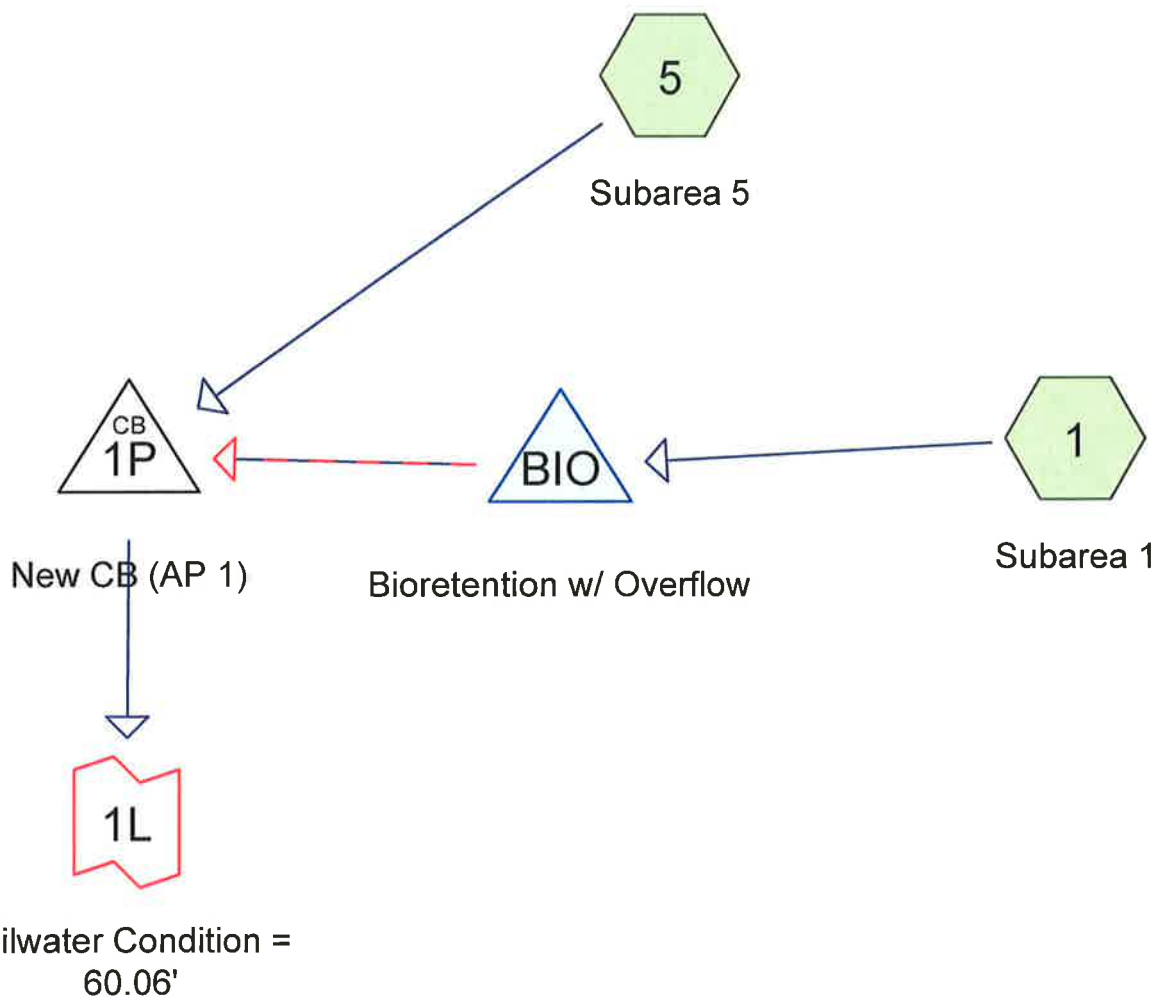 5
Subarea 5
CB
1P
New CB (AP 1)
BIO
Bioretention w/ Overflow
1
Subarea 1
1L
ilwater Condition =
60.06'